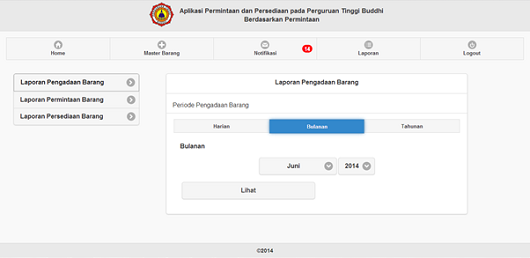 Aplikasi Permintaan dan Persediaan pada Perguruan Tinggi Buddhi
Berdasarkan Permintaan
Home
Master Barang
Notifikasi
14
Laporan
Logout
Laporan Pengadaan Barang
Laporan Permintaan Barang
Laporan Persediaan Barang
Laporan Pengadaan Barang
Periode Pengadaan Barang
Harian
Bulanan
Tahunan
Bulanan
Juni
2014
Lihat
©2014